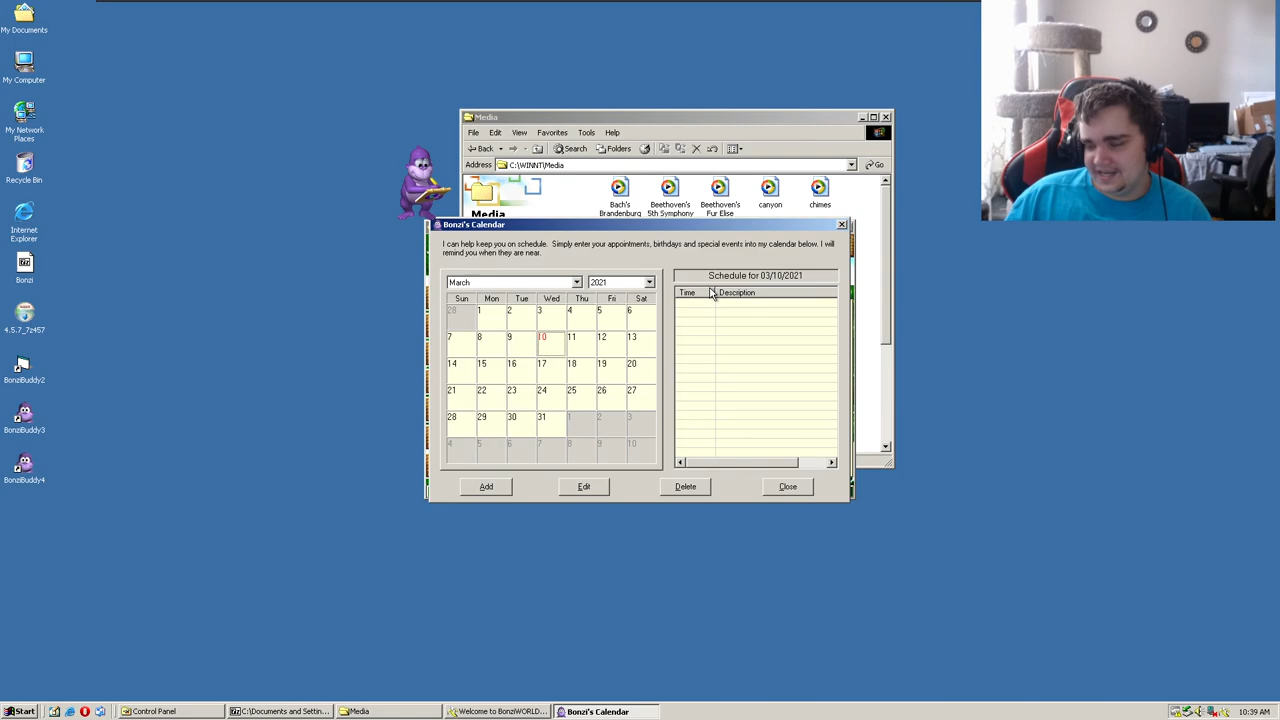 My Documents
My Computer
My Network
Places
Recycle Bin
Internet
Explorer
Bonzi
4.5.7_7z457
BonziBuddy2
BonziBuddy3
BonziBuddy4
Media
File Edit View Favorites Tools Help
Back Search Folders
Address C:\WINNT\Media Go
Media
Bach's
Brandenburg
Beethoven's
5th Symphony
Beethoven's
Fur Elise
canyon
chimes
Bonzi's Calendar
I can help keep you on schedule. Simply enter your appointments, birthdays and special events into my calendar below. I will
remind you when they are near.
March 2021
Sun Mon Tue Wed Thu Fri Sat
28 1 2 3 4 5 6
7 8 9 10 11 12 13
14 15 16 17 18 19 20
21 22 23 24 25 26 27
28 29 30 31 1 2 3
4 5 6 7 8 9 10
Schedule for 03/10/2021
Time Description
Add Edit Delete Close
Start Control Panel C:\Documents and Settin... Media Welcome to BonziWORLD... Bonzi's Calendar 10:39 AM